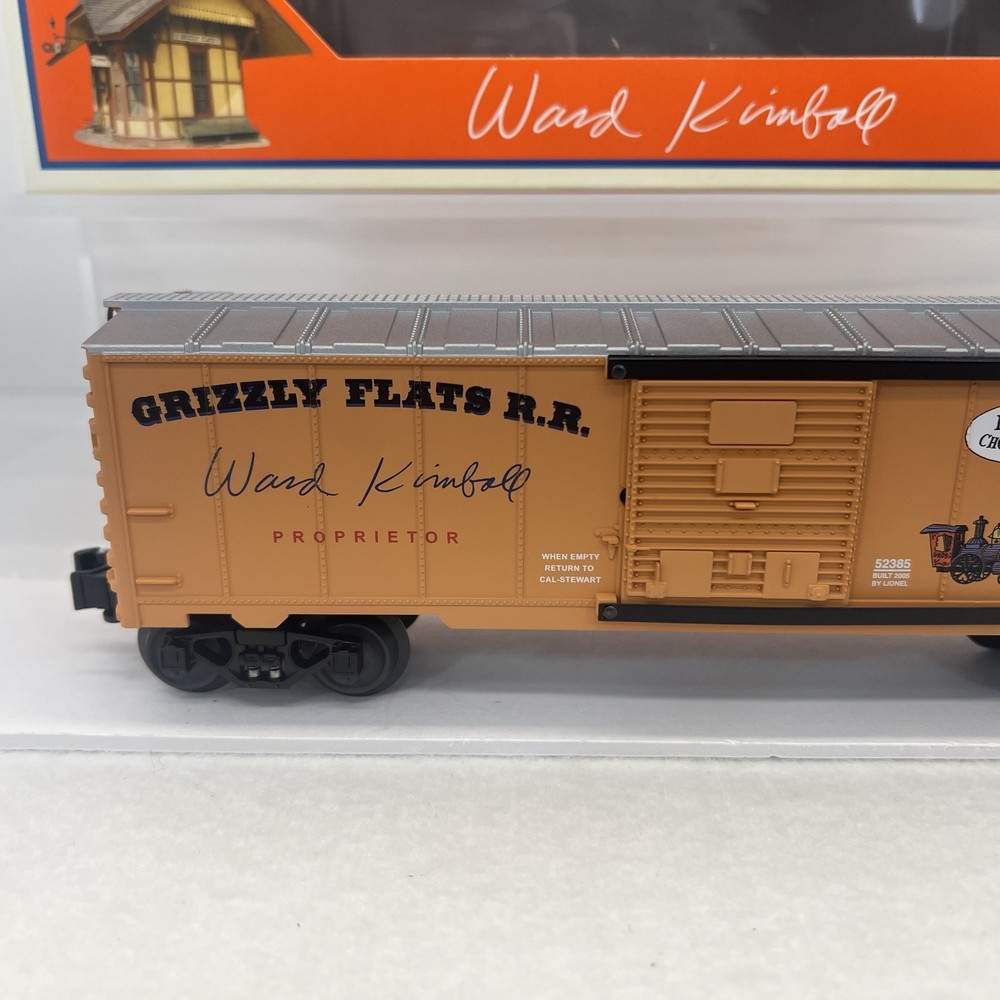 Ward Kimball
GRIZZLY FLATS R.R.
Ward Kimball
PROPRIETOR
WHEN EMPTY
RETURN TO
CAL-STEWART
52385
BUILT 2005
BY LIONEL